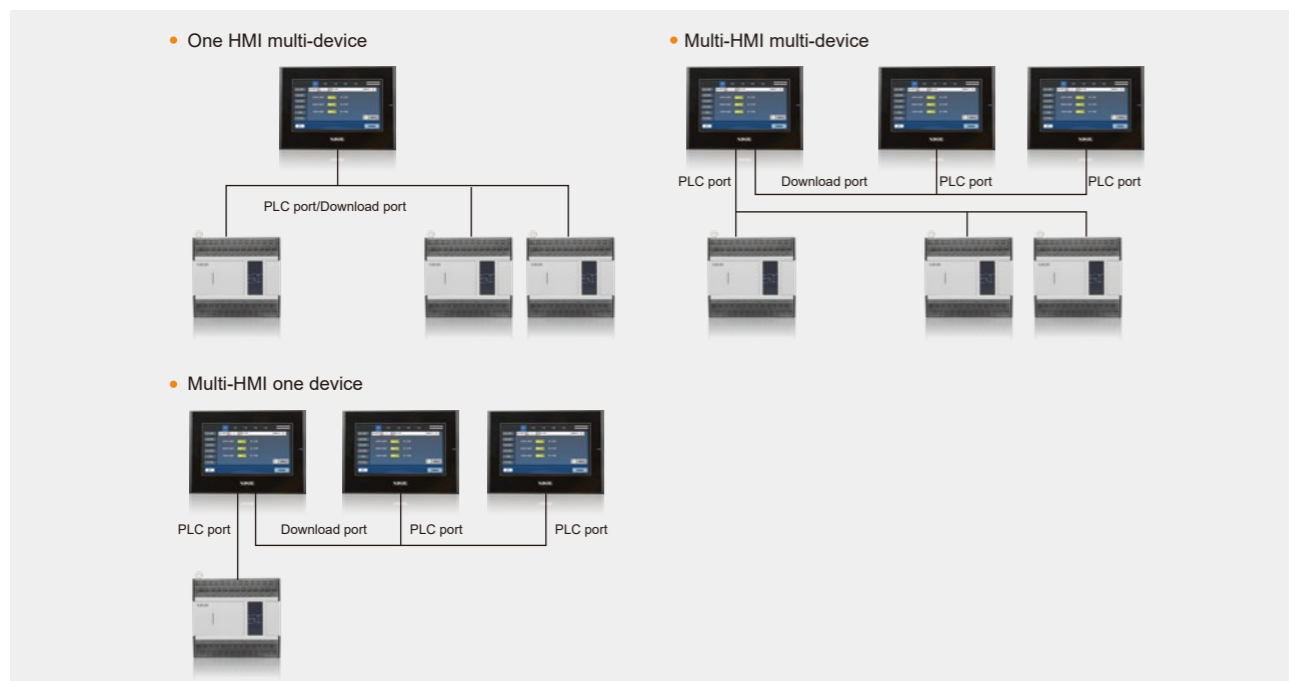 One HMI multi-device
PLC port/Download port
Multi-HMI multi-device
PLC port
Download port
PLC port
PLC port
Multi-HMI one device
PLC port
Download port
PLC port
PLC port